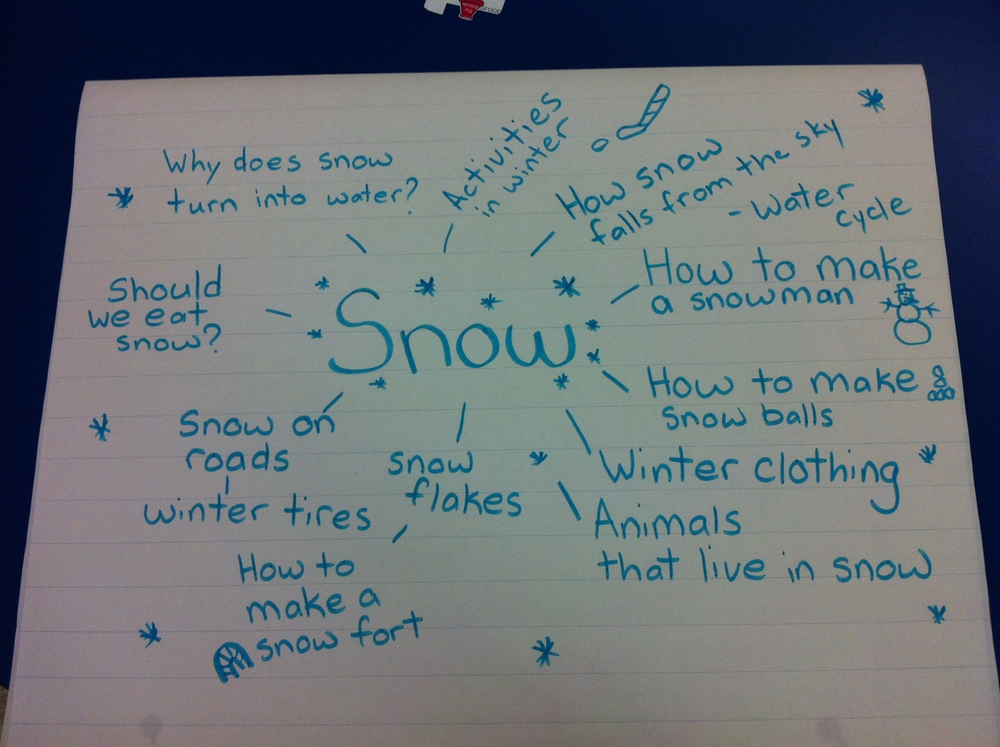 Why does snow
turn into water?
Activities
in winter
How snow
falls from the sky
- Water
cycle
Should
we eat
snow?
Snow
How to make
a snowman
How to make
snow balls
Snow on
roads
winter tires
snow
flakes
Winter clothing
Animals
that live in snow
How to
make a
snow fort